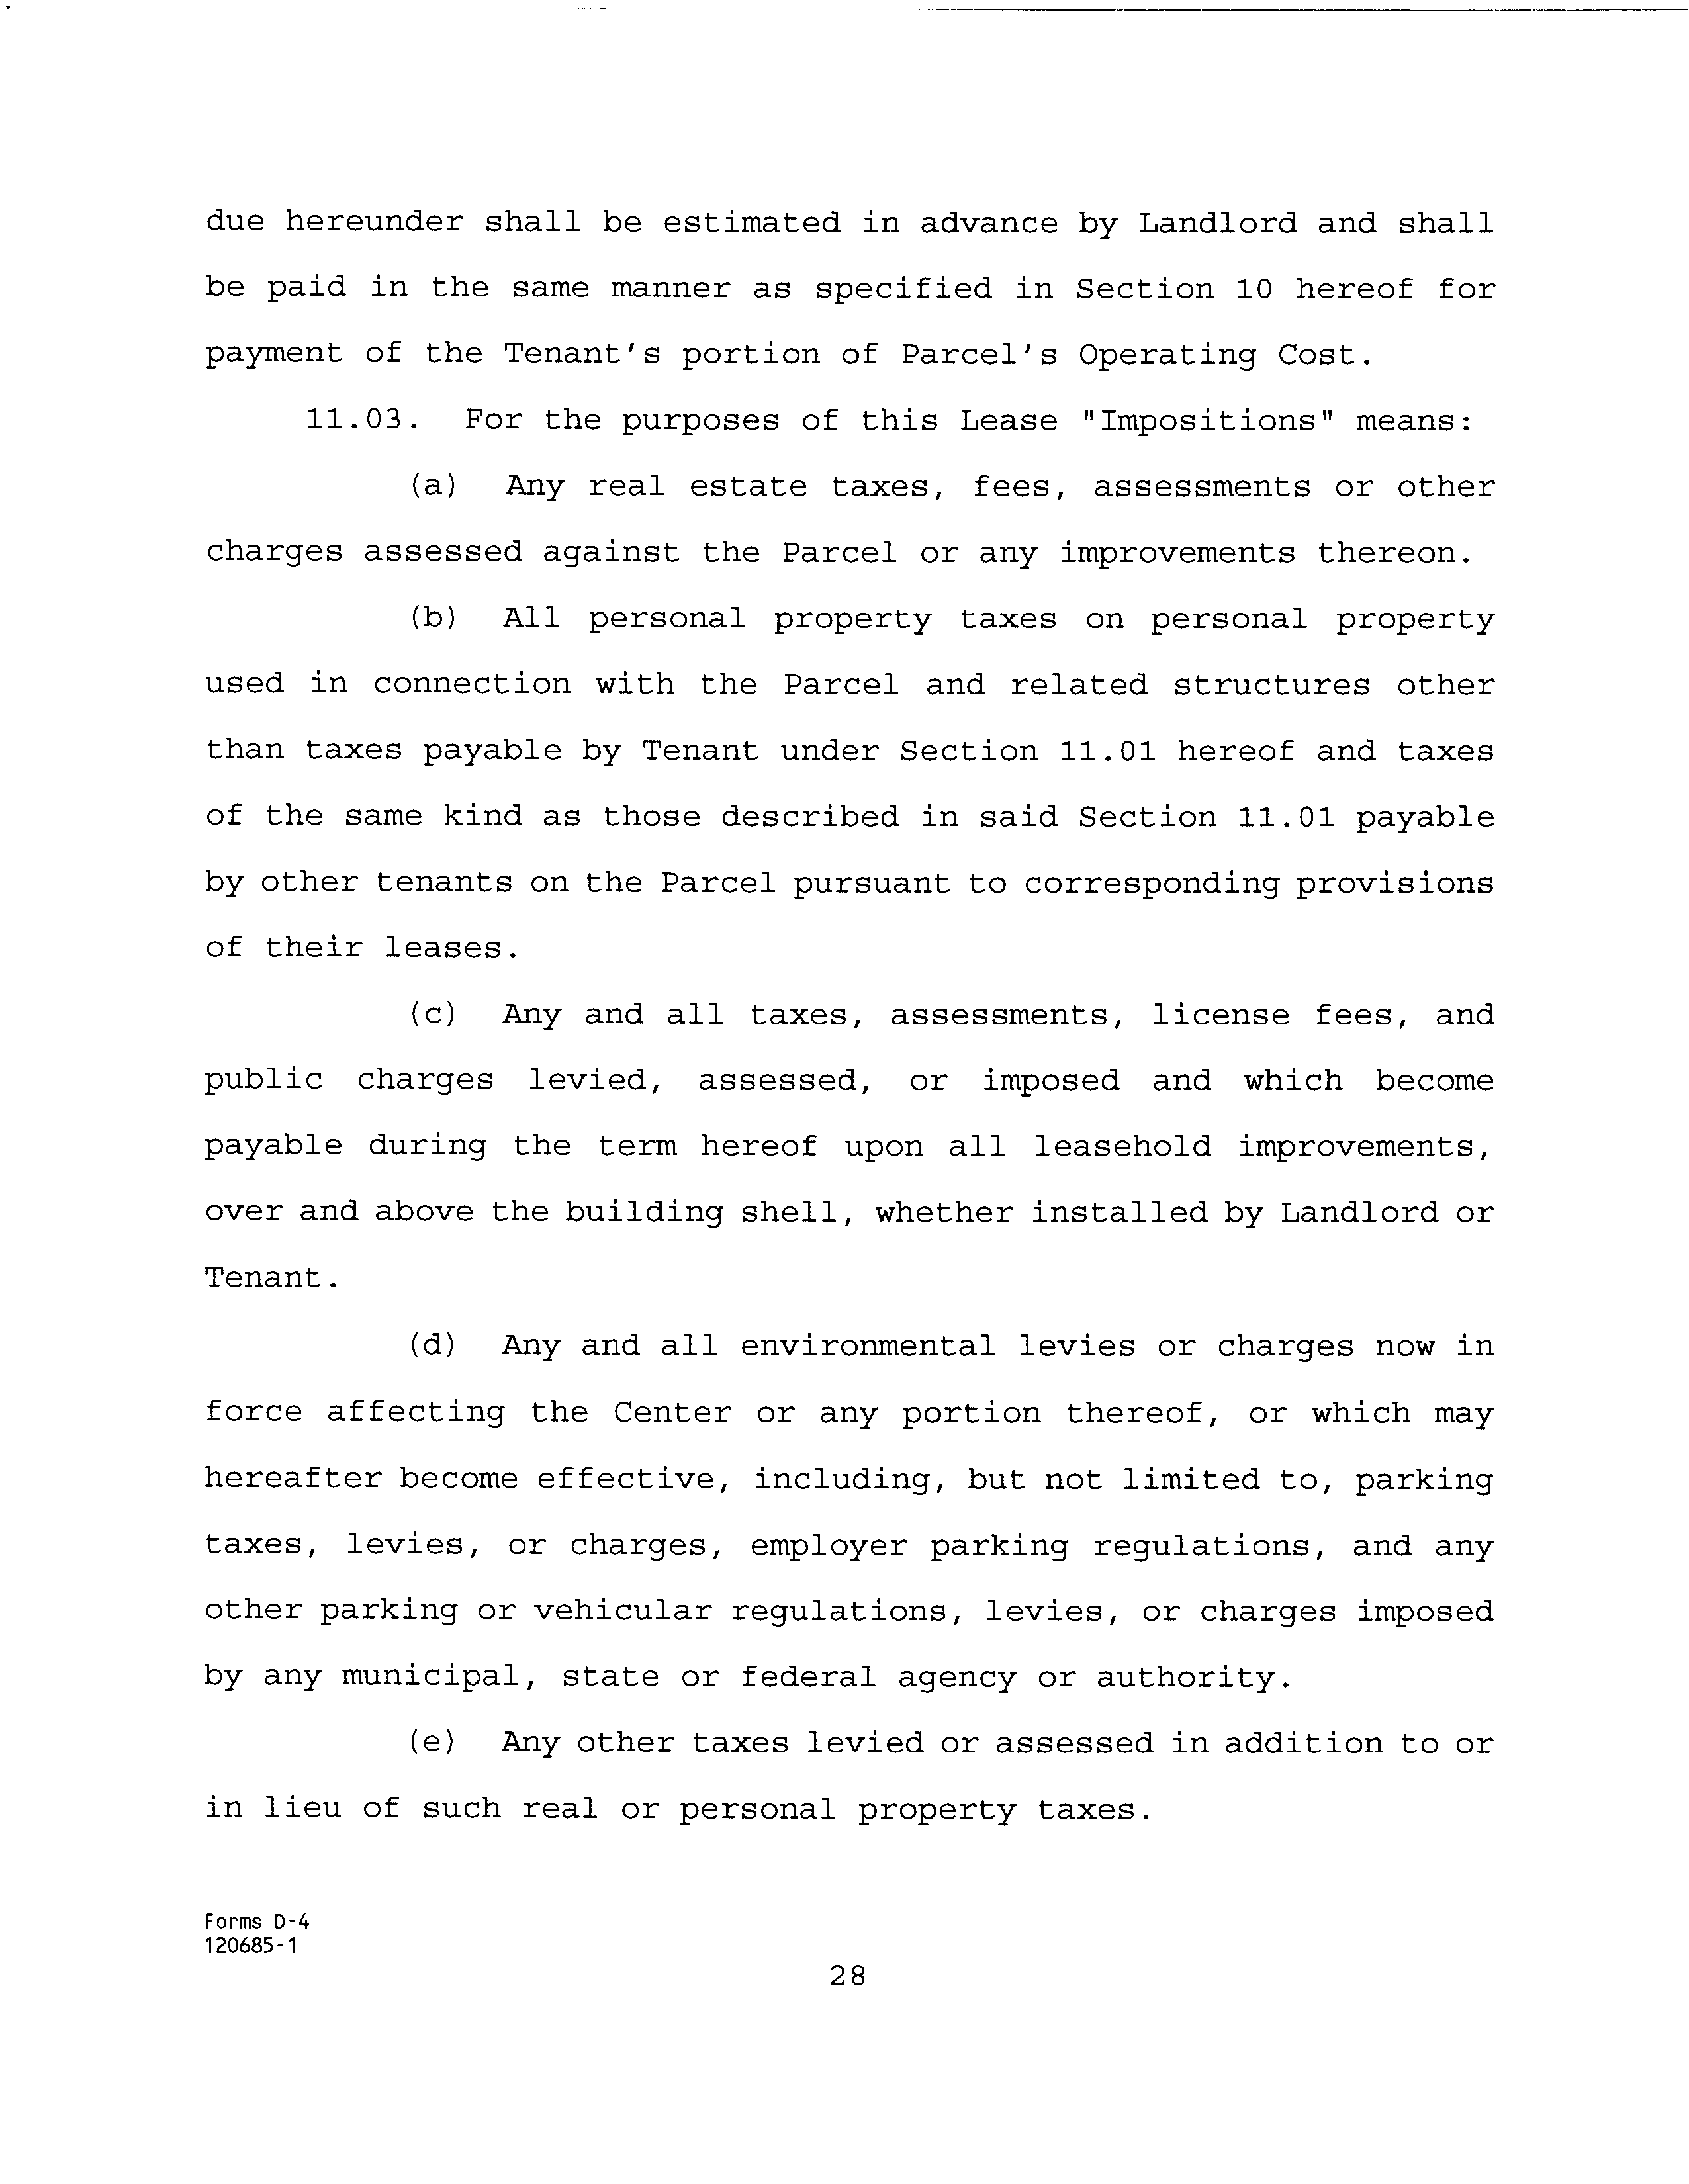 due hereunder shall be estimated in advance by Landlord and shall
be paid in the same manner as specified in Section 10 hereof for
payment of the Tenant's portion of Parcel's Operating Cost.
11.03. For the purposes of this Lease "Impositions" means:
(a) Any real estate taxes, fees, assessments or other
charges assessed against the Parcel or any improvements thereon.
(b) All personal property taxes on personal property
used in connection with the Parcel and related structures other
than taxes payable by Tenant under Section 11.01 hereof and taxes
of the same kind as those described in said Section 11.01 payable
by other tenants on the Parcel pursuant to corresponding provisions
of their leases.
(c) Any and all taxes, assessments, license fees, and
public charges levied, assessed, or imposed and which become
payable during the term hereof upon all leasehold improvements,
over and above the building shell, whether installed by Landlord or
Tenant.
(d) Any and all environmental levies or charges now in
force affecting the Center or any portion thereof, or which may
hereafter become effective, including, but not limited to, parking
taxes, levies, or charges, employer parking regulations, and any
other parking or vehicular regulations, levies, or charges imposed
by any municipal, state or federal agency or authority.
(e) Any other taxes levied or assessed in addition to or
in lieu of such real or personal property taxes.
Forms D-4
120685-1
28